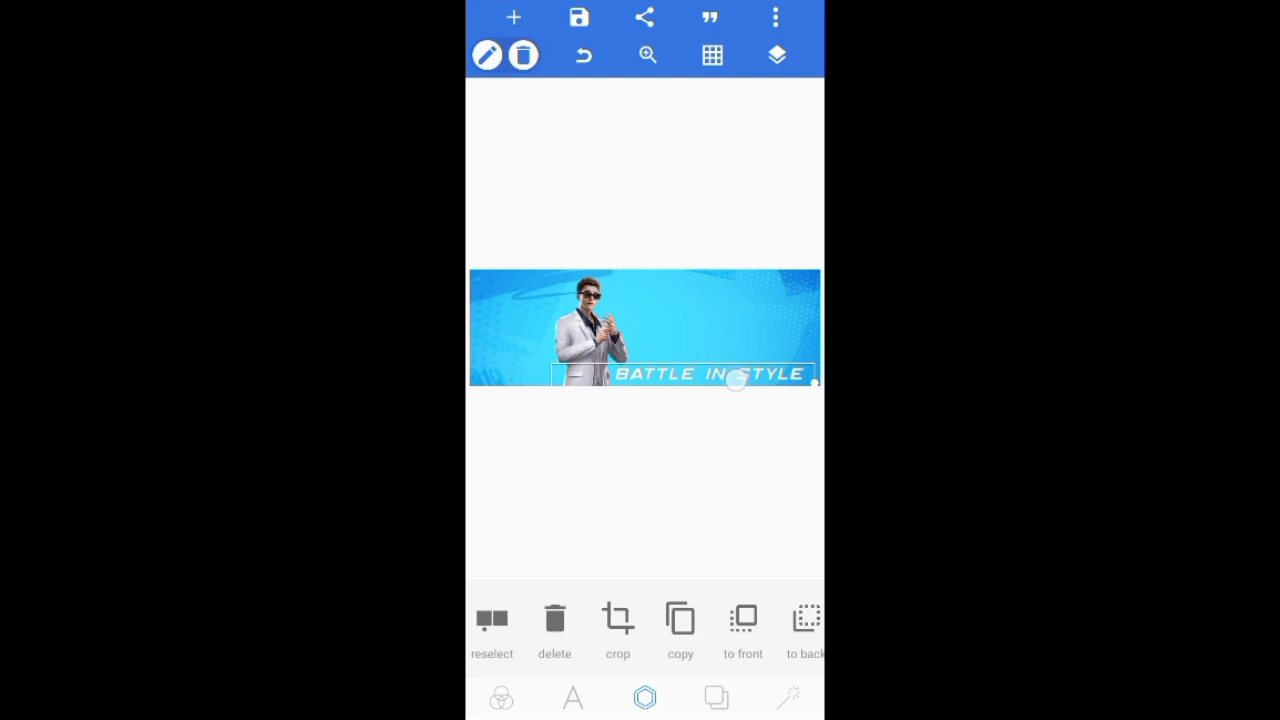 BATTLE IN STYLE
reselect
delete
crop
copy
to front
to back